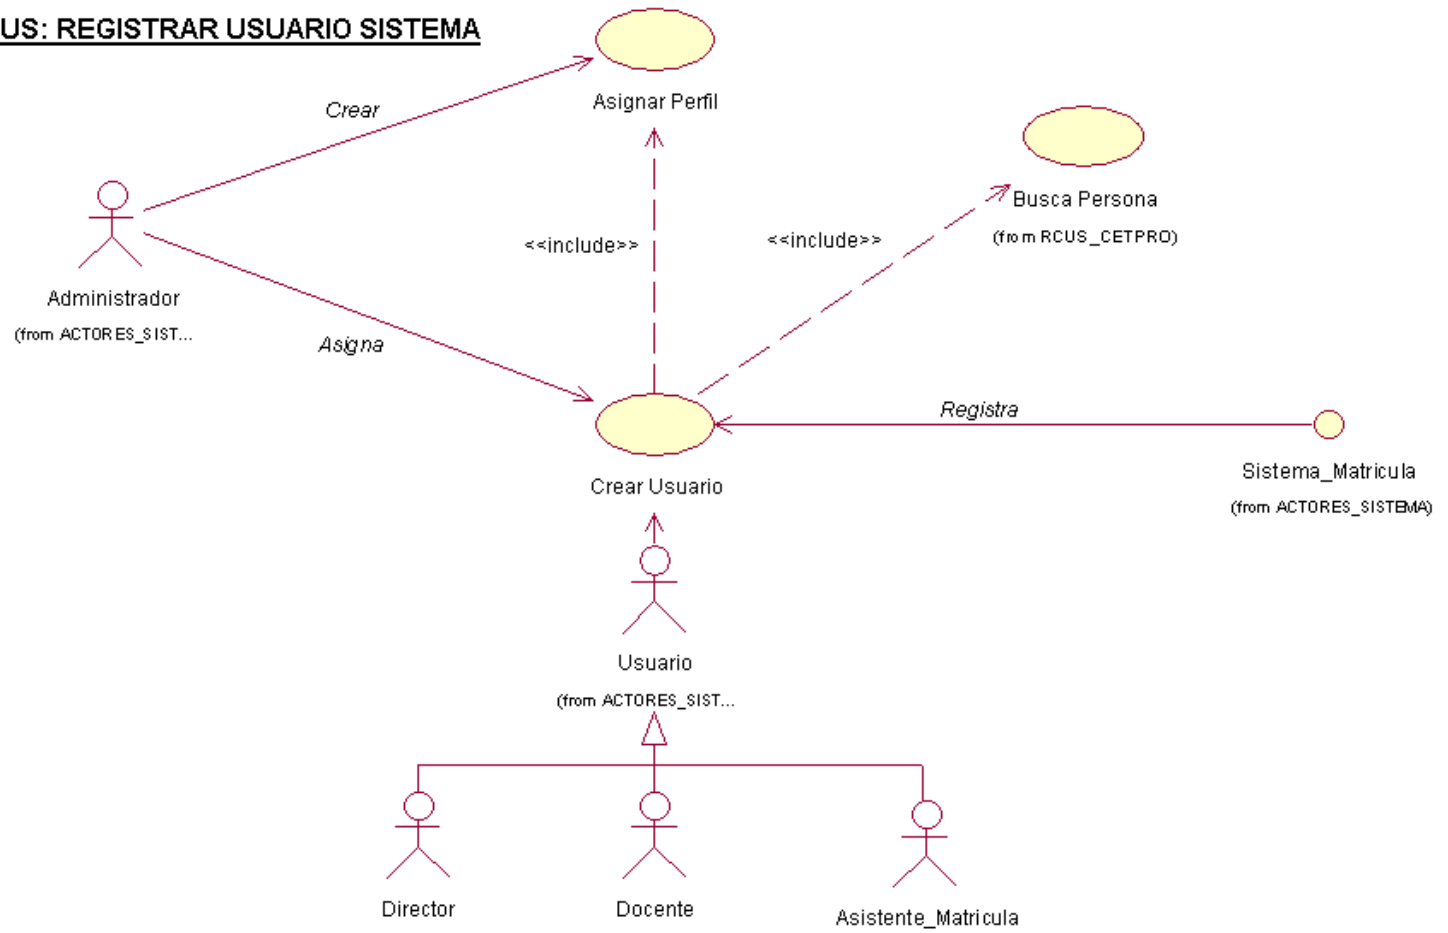 US: REGISTRAR USUARIO SISTEMA
Asignar Perfil
Crear
Busca Persona
(from RCUS_CETPRO)
<<include>>
<<include>>
Administrador
(from ACTORES_SIST...
Asigna
Registra
Crear Usuario
Sistema_Matricula
(from ACTORES_SISTEMA)
Usuario
(from ACTORES_SIST...
Director
Docente
Asistente_Matricula